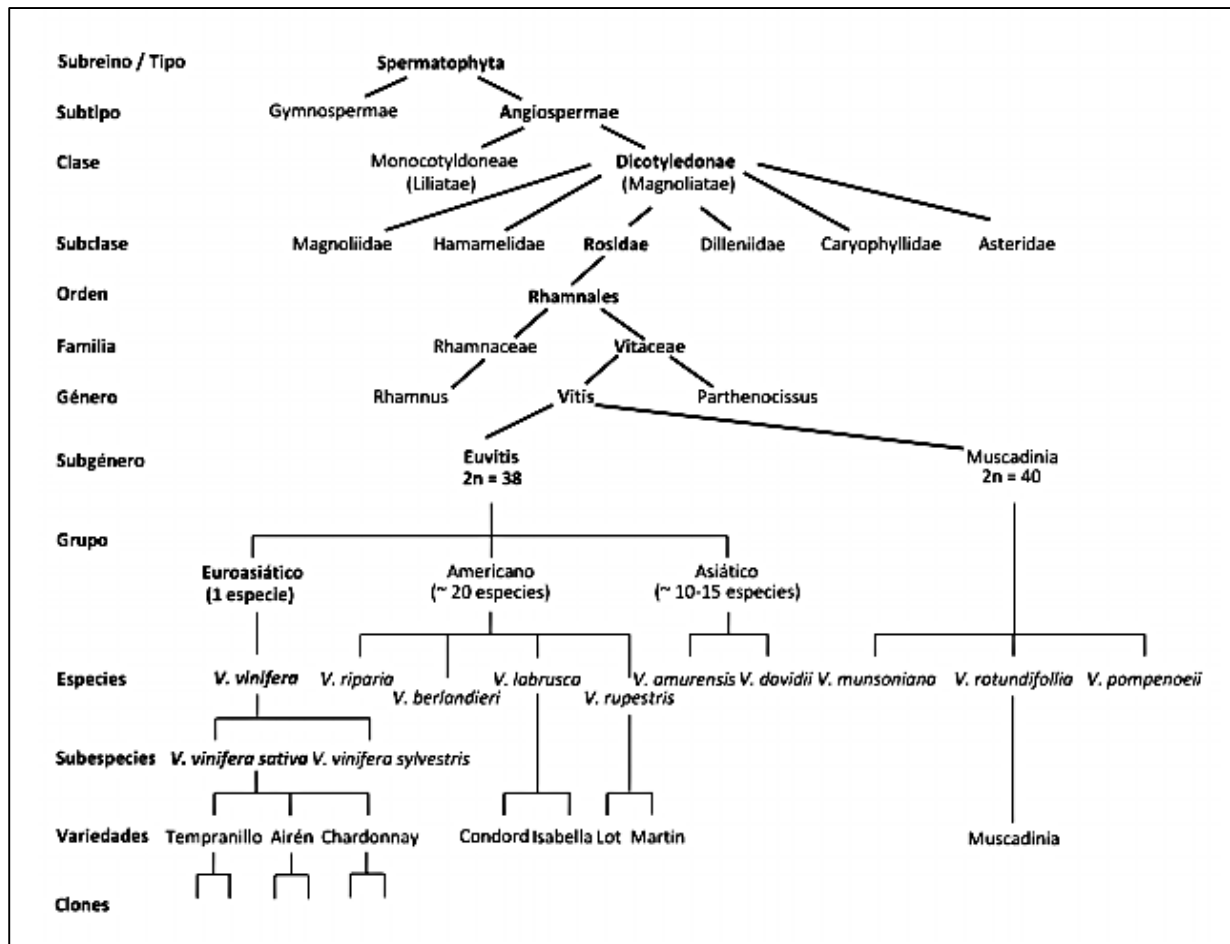 Subreino / Tipo Spermatophyta
Subtipo Gymnospermae Angiospermae
Clase Monocotyldoneae Dicotyledonae
(Liliatae) (Magnoliatae)
Subclase Magnoliidae Hamamelidae Rosidae Dilleniidae Caryophyllidae Asteridae
Orden Rhamnales
Familia Rhamnaceae Vitaceae
Género Rhamnus Vitis Parthenocissus
Subgénero Euvitis Muscadinia
2n = 38 2n = 40
Grupo
Euroasiático Americano Asiático
(1 especie) (~ 20 especies) (~ 10-15 especies)
Especies V. vinifera V. riparia V. labrusca V. amurensis V. davidii V. munsoniana V. rotundifollia V. pompenoeii
V. berlandieri V. rupestris
Subespecies V. vinifera sativa V. vinifera sylvestris
Variedades Tempranillo Airén Chardonnay Condord Isabella Lot Martin Muscadinia
Clones